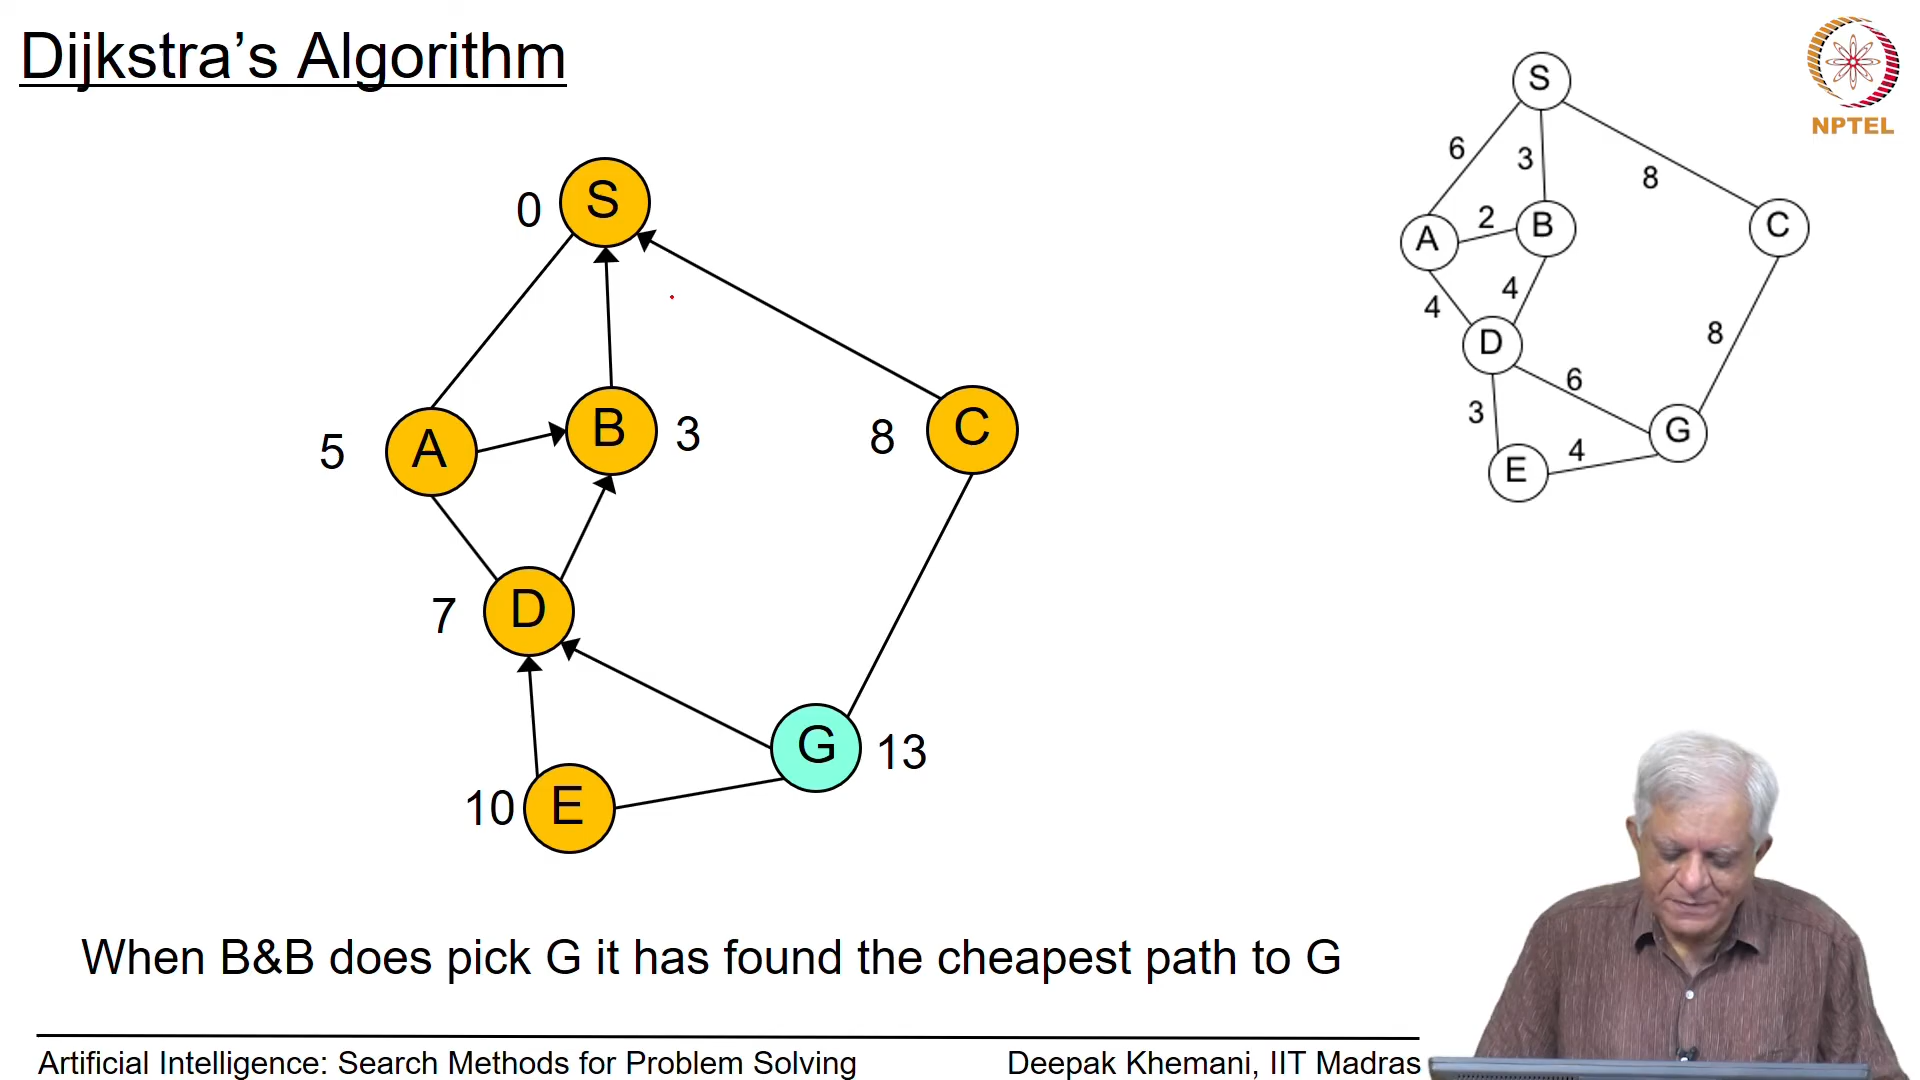 Dijkstra’s Algorithm
NPTEL
S
6
3
8
A
2
B
C
4
4
D
8
6
3
G
E
4
0
S
5
A
B
3
8
C
7
D
G
13
10
E
When B&B does pick G it has found the cheapest path to G
Artificial Intelligence: Search Methods for Problem Solving
Deepak Khemani, IIT Madras